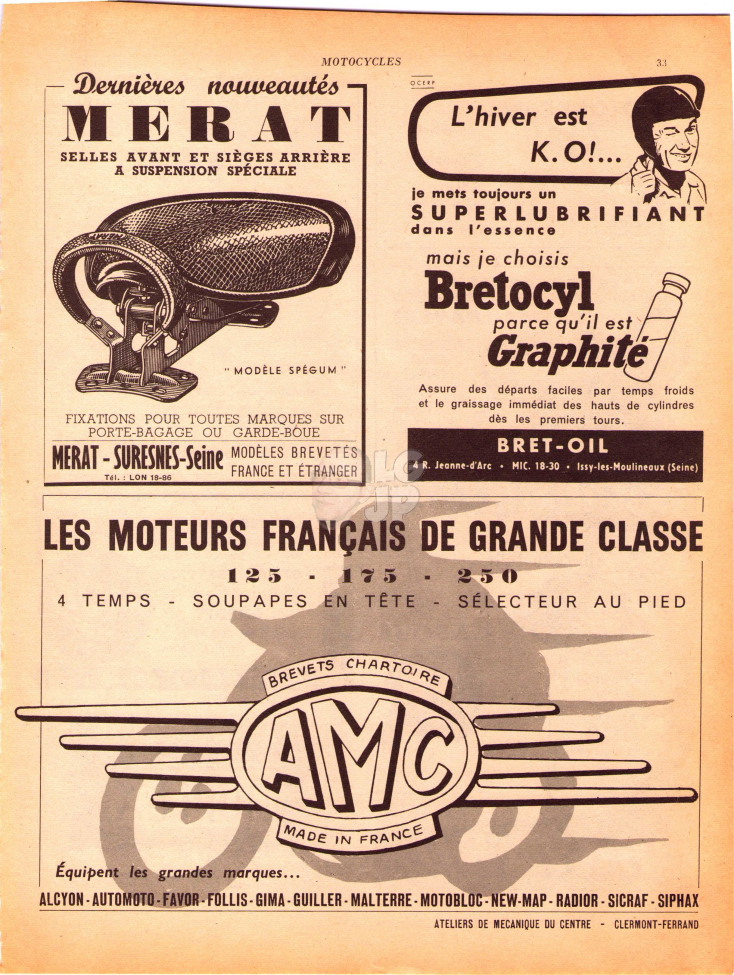 MOTOCYCLES 33
Dernières nouveautés
MERAT
SELLES AVANT ET SIÈGES ARRIÈRE
A SUSPENSION SPÉCIALE
"MODÈLE SPÉGUM"
FIXATIONS POUR TOUTES MARQUES SUR
PORTE-BAGAGE OU GARDE-BOUE
MERAT - SURESNES-Seine
Tél. : LON 18-86
MODÈLES BREVETÉS
FRANCE ET ÉTRANGER
OCERP
L'hiver est
K.O!...
je mets toujours un
SUPERLUBRIFIANT
dans l'essence
mais je choisis
Bretocyl
parce qu'il est
Graphité
Assure des départs faciles par temps froids
et le graissage immédiat des hauts de cylindres
dès les premiers tours.
BRET-OIL
4 R. Jeanne-d'Arc • MIC. 18-30 • Issy-les-Moulineaux (Seine)
LC
JP
LES MOTEURS FRANÇAIS DE GRANDE CLASSE
125 - 175 - 250
4 TEMPS - SOUPAPES EN TÊTE - SÉLECTEUR AU PIED
BREVETS CHARTOIRE
AMC
MADE IN FRANCE
Équipent les grandes marques...
ALCYON - AUTOMOTO - FAVOR - FOLLIS - GIMA - GUILLER - MALTERRE - MOTOBLOC - NEW-MAP - RADIOR - SICRAF - SIPHAX
ATELIERS DE MECANIQUE DU CENTRE - CLERMONT-FERRAND